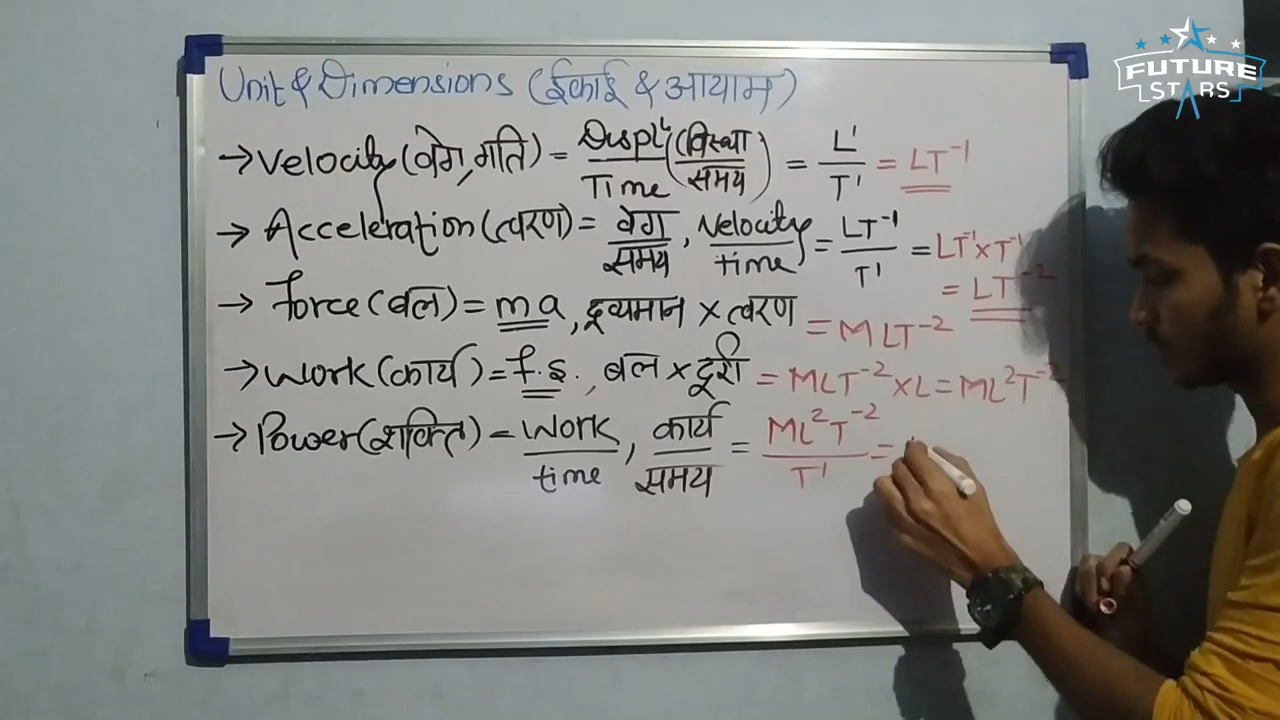 FUTURE
STARS
Unit & Dimensions (ईकाई & आयाम)
→ Velocity (वेग, गति) = Displ/Time (विस्था/समय) = L¹/T¹ = LT⁻¹
→ Acceleration (त्वरण) = वेग/समय, Velocity/time = LT⁻¹/T¹ = LT⁻¹ × T⁻¹
= LT⁻²
→ force (बल) = ma, द्रव्यमान × त्वरण = MLT⁻²
→ Work (कार्य) = f.s., बल × दूरी = MLT⁻² × L = ML²T⁻²
→ Power (शक्ति) = Work/time, कार्य/समय = ML²T⁻²/T¹ =